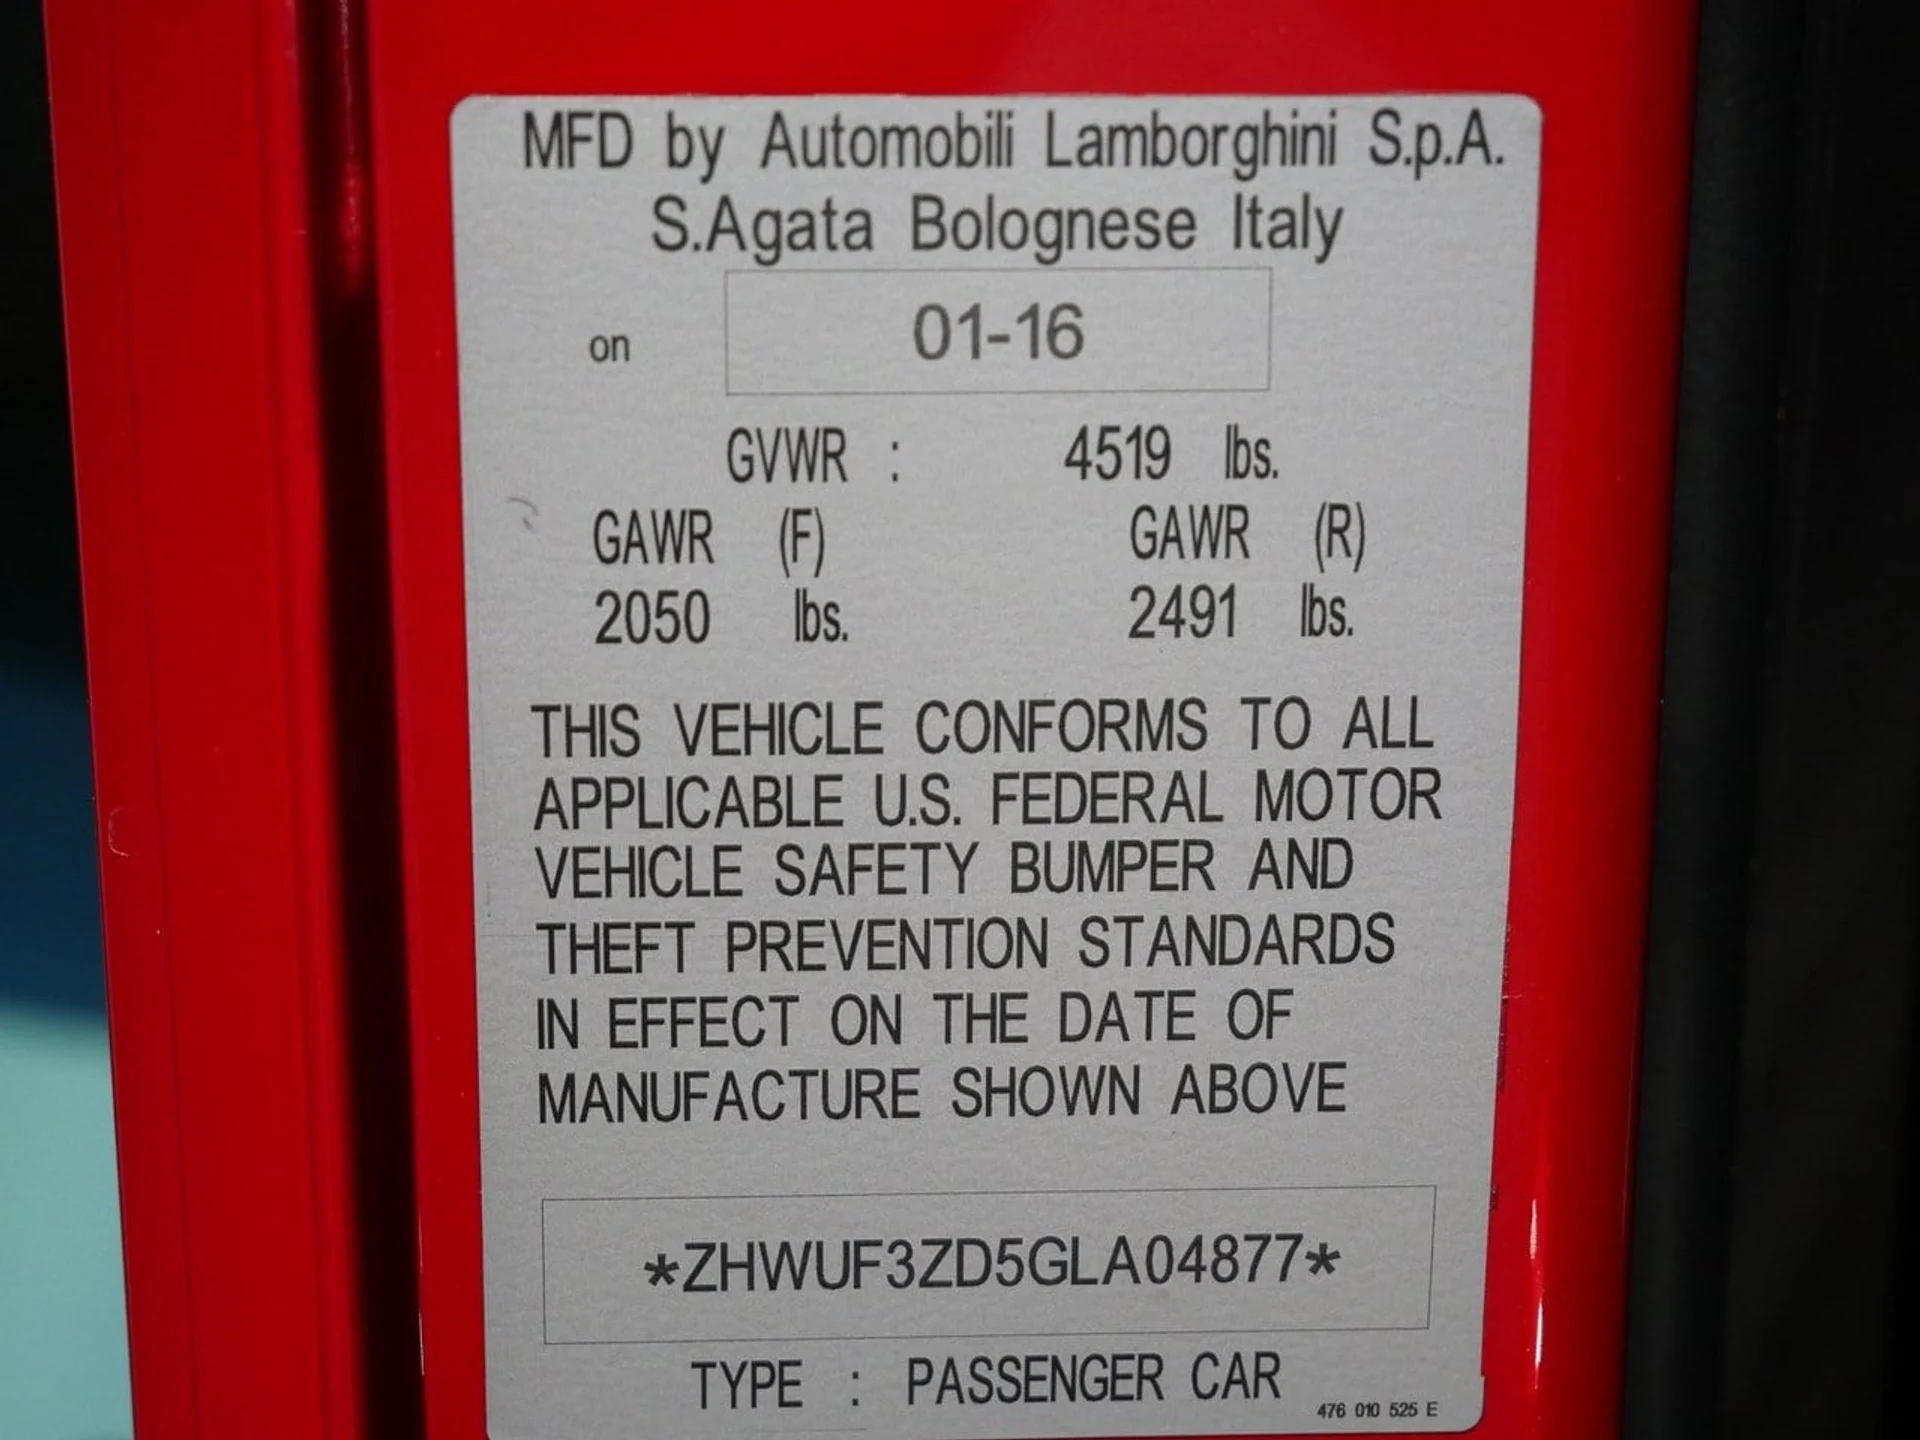 MFD by Automobili Lamborghini S.p.A.
S.Agata Bolognese Italy
on 01-16
GVWR : 4519 lbs.
GAWR (F) GAWR (R)
2050 lbs. 2491 lbs.
THIS VEHICLE CONFORMS TO ALL
APPLICABLE U.S. FEDERAL MOTOR
VEHICLE SAFETY BUMPER AND
THEFT PREVENTION STANDARDS
IN EFFECT ON THE DATE OF
MANUFACTURE SHOWN ABOVE
*ZHWUF3ZD5GLA04877*
TYPE : PASSENGER CAR
476 010 525 E